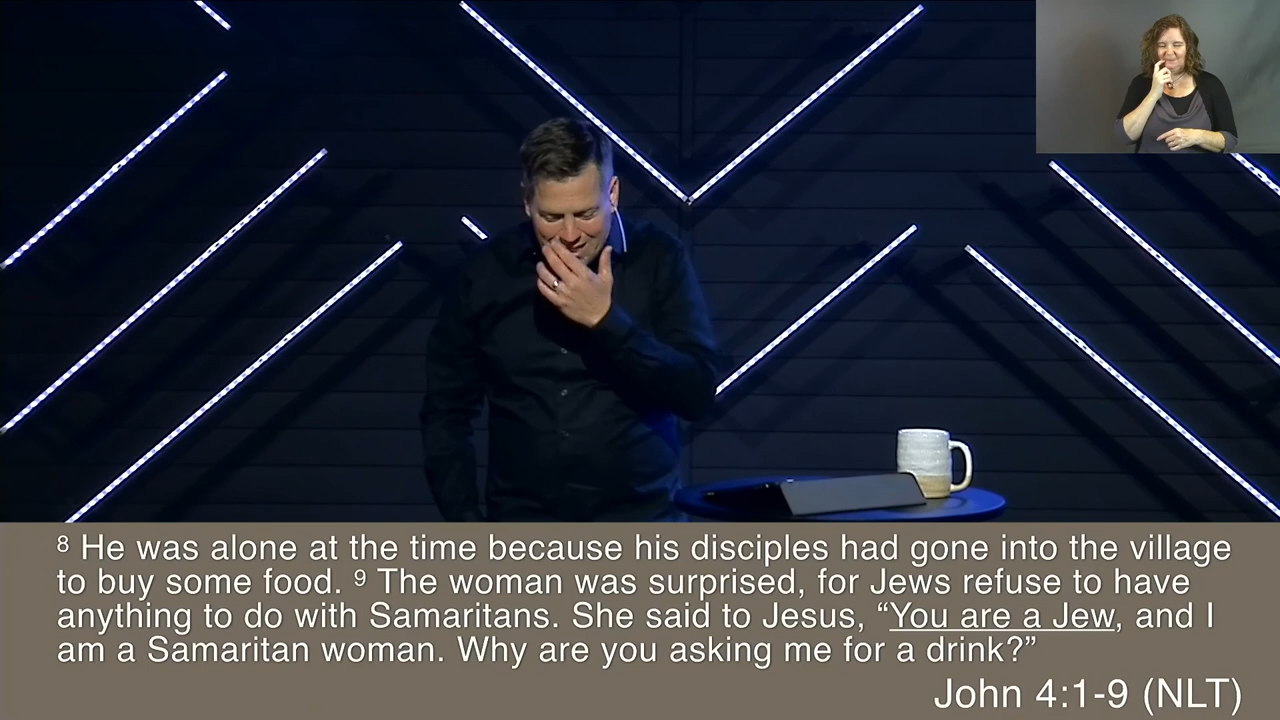 ⁸ He was alone at the time because his disciples had gone into the village
to buy some food. ⁹ The woman was surprised, for Jews refuse to have
anything to do with Samaritans. She said to Jesus, “You are a Jew, and I
am a Samaritan woman. Why are you asking me for a drink?”
John 4:1-9 (NLT)